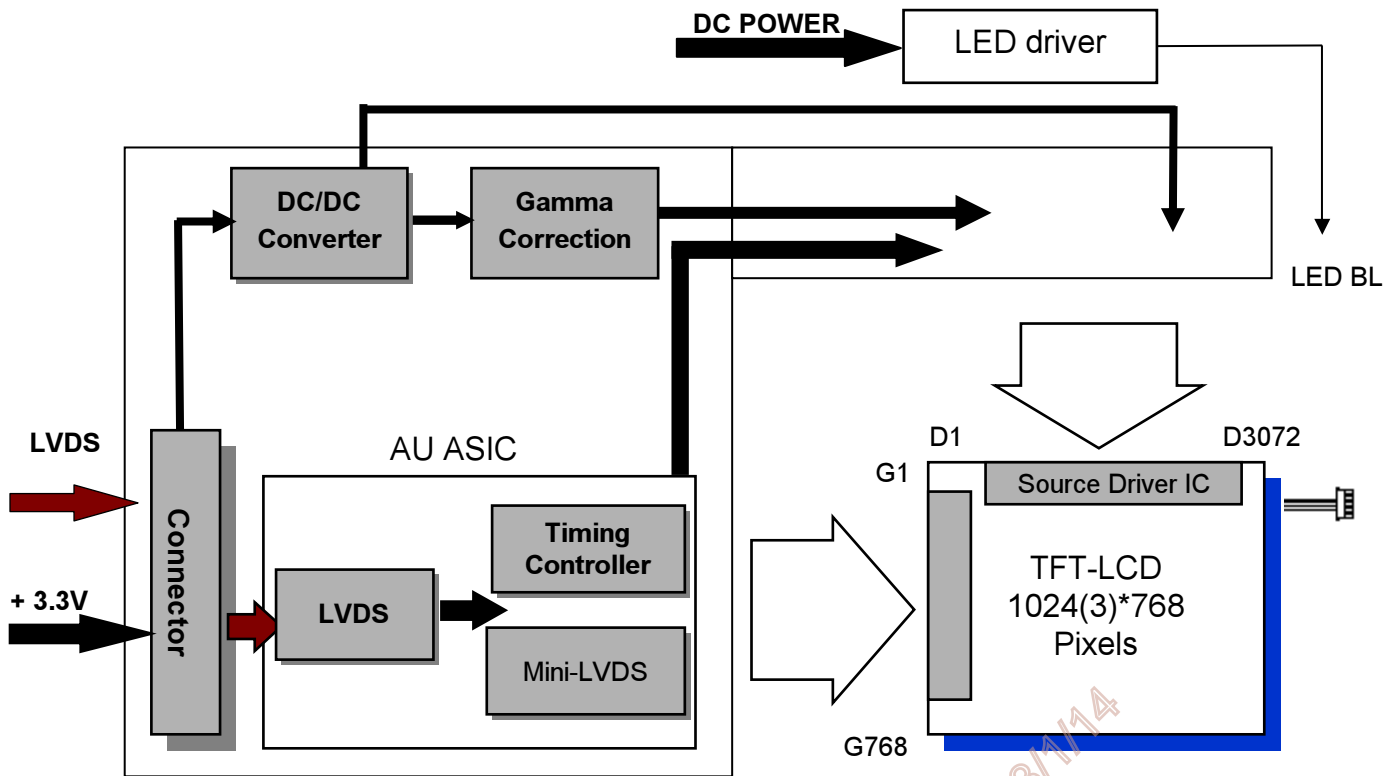 DC POWER
LED driver
DC/DC
Converter
Gamma
Correction
LED BL
LVDS
AU ASIC
D1
D3072
G1
Source Driver IC
Connector
Timing
Controller
TFT-LCD
1024(3)*768
Pixels
+ 3.3V
LVDS
Mini-LVDS
G768